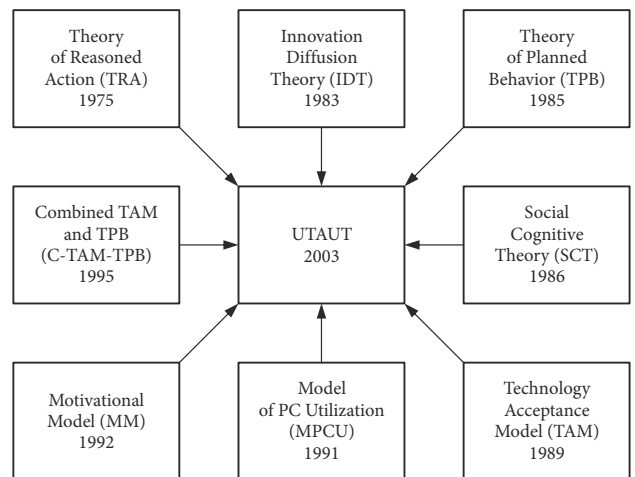 Theory
of Reasoned
Action (TRA)
1975
Innovation
Diffusion
Theory (IDT)
1983
Theory
of Planned
Behavior (TPB)
1985
Combined TAM
and TPB
(C-TAM-TPB)
1995
UTAUT
2003
Social
Cognitive
Theory (SCT)
1986
Motivational
Model (MM)
1992
Model
of PC Utilization
(MPCU)
1991
Technology
Acceptance
Model (TAM)
1989